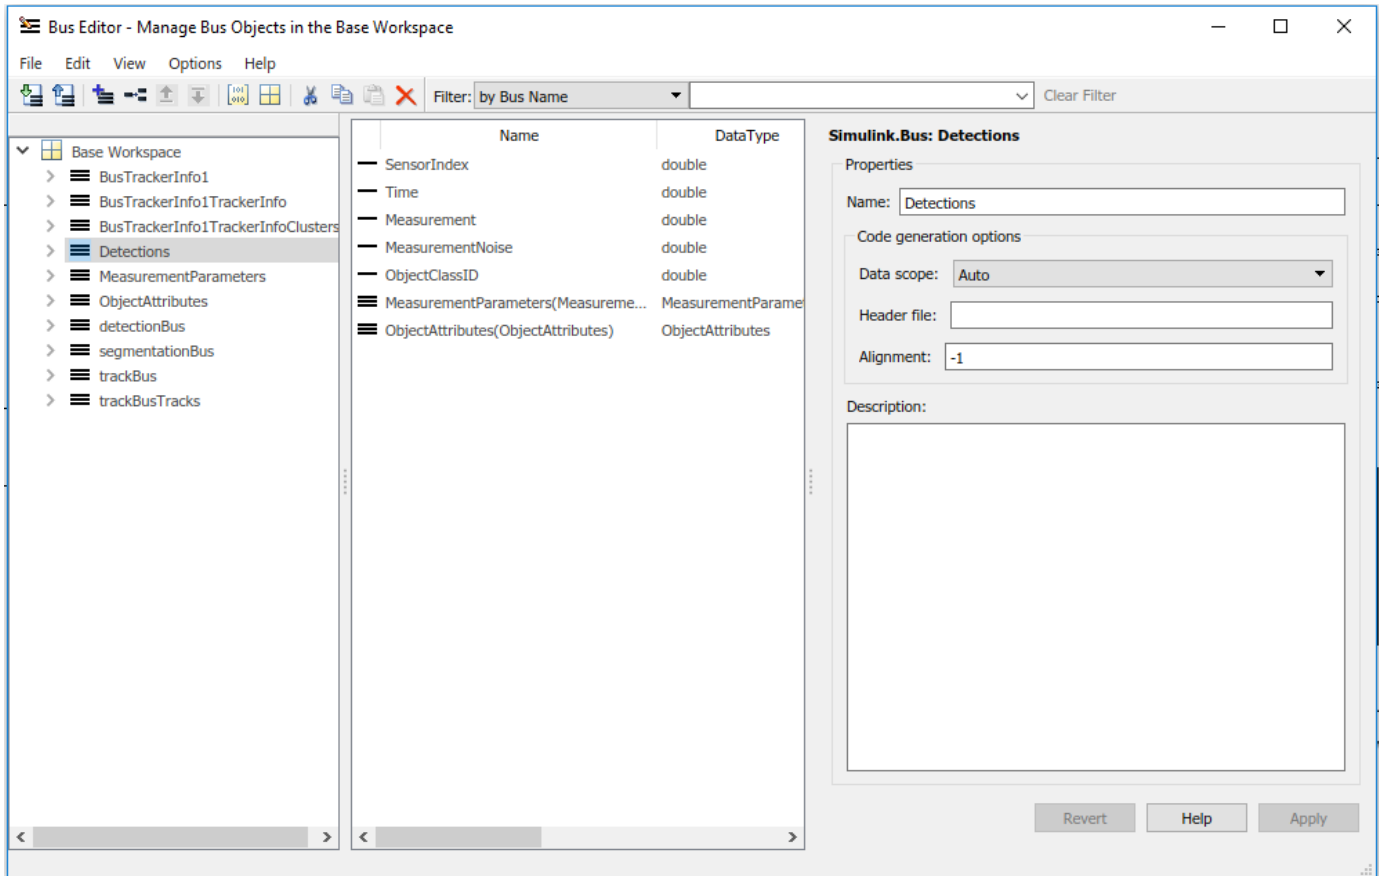 Bus Editor - Manage Bus Objects in the Base Workspace
File Edit View Options Help
Filter: by Bus Name Clear Filter
Base Workspace
BusTrackerInfo1
BusTrackerInfo1TrackerInfo
BusTrackerInfo1TrackerInfoClusters
Detections
MeasurementParameters
ObjectAttributes
detectionBus
segmentationBus
trackBus
trackBusTracks
Name DataType
SensorIndex double
Time double
Measurement double
MeasurementNoise double
ObjectClassID double
MeasurementParameters(Measureme... MeasurementParame
ObjectAttributes(ObjectAttributes) ObjectAttributes
Simulink.Bus: Detections
Properties
Name: Detections
Code generation options
Data scope: Auto
Header file:
Alignment: -1
Description:
Revert Help Apply